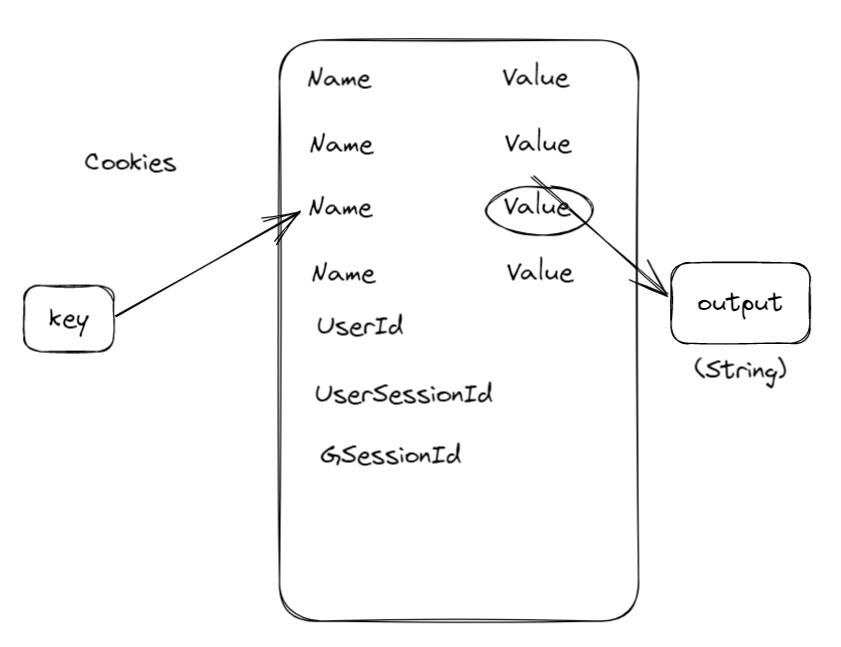 Name Value
Name Value
Cookies
Name Value
Name Value
key
UserId
output
(String)
UserSessionId
GSessionId